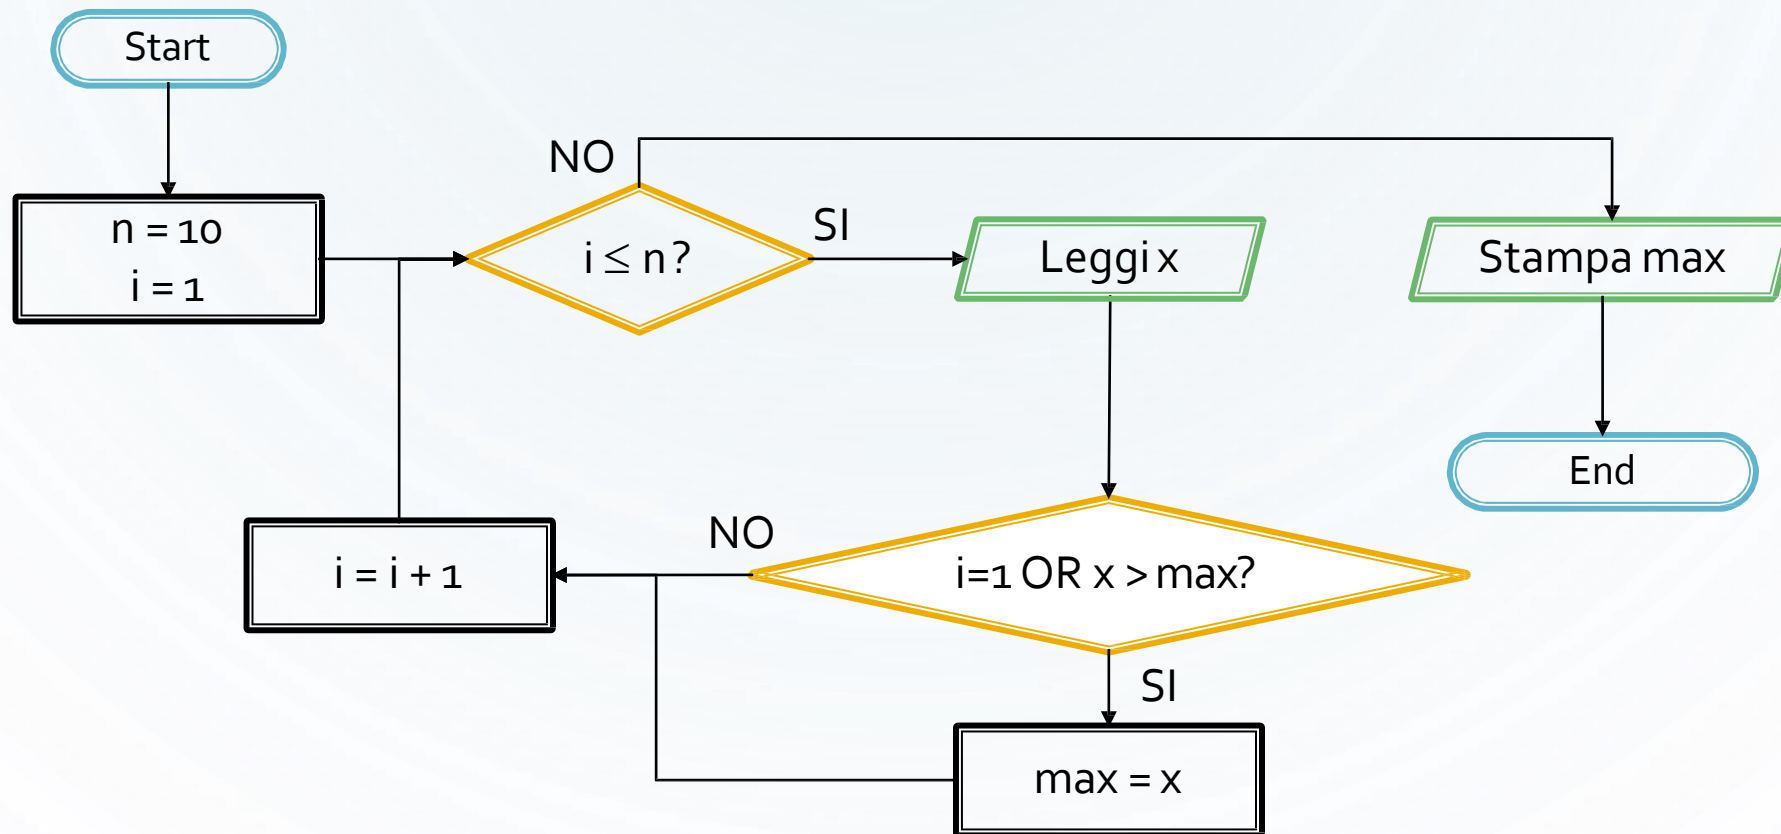 Start
n = 10
i = 1
NO
i ≤ n?
SI
Leggi x
Stampa max
End
NO
i = i + 1
i=1 OR x > max?
SI
max = x